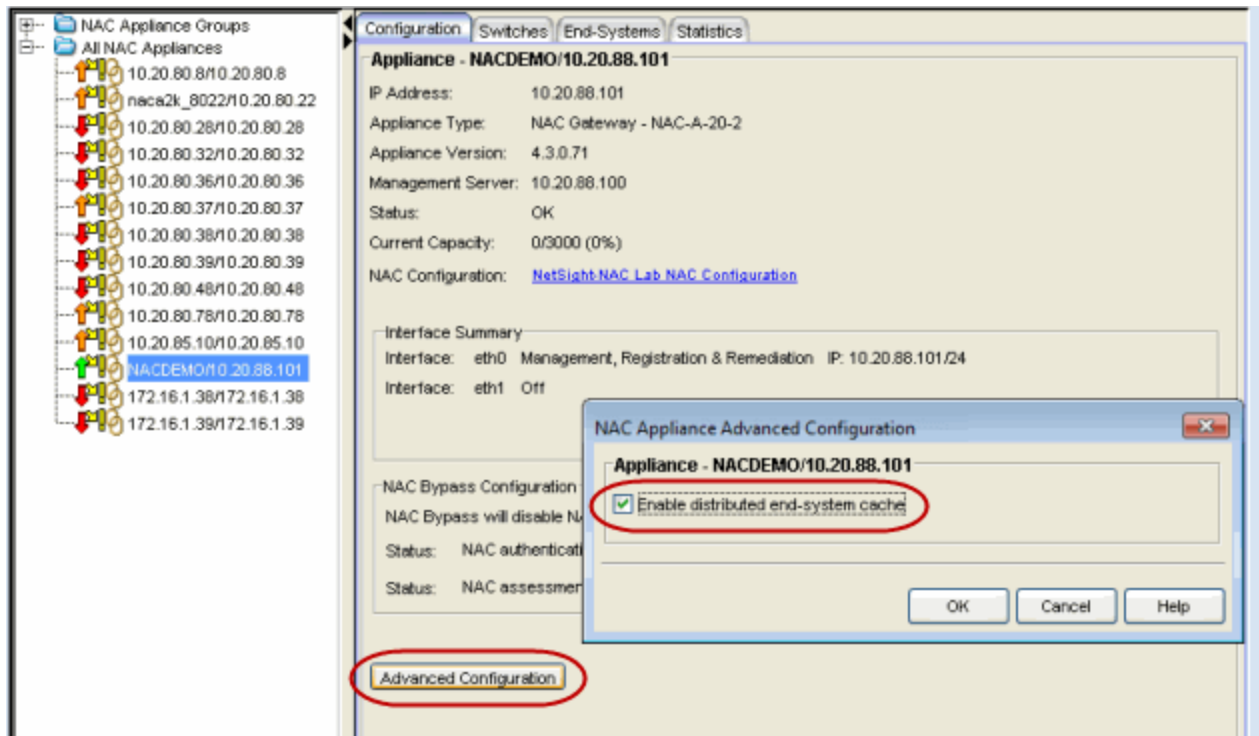 NAC Appliance Groups
All NAC Appliances
10.20.80.8/10.20.80.8
naca2k_8022/10.20.80.22
10.20.80.28/10.20.80.28
10.20.80.32/10.20.80.32
10.20.80.36/10.20.80.36
10.20.80.37/10.20.80.37
10.20.80.38/10.20.80.38
10.20.80.39/10.20.80.39
10.20.80.48/10.20.80.48
10.20.80.78/10.20.80.78
10.20.85.10/10.20.85.10
NACDEMO/10.20.88.101
172.16.1.38/172.16.1.38
172.16.1.39/172.16.1.39
Configuration Switches End-Systems Statistics
Appliance - NACDEMO/10.20.88.101
IP Address: 10.20.88.101
Appliance Type: NAC Gateway - NAC-A-20-2
Appliance Version: 4.3.0.71
Management Server: 10.20.88.100
Status: OK
Current Capacity: 0/3000 (0%)
NAC Configuration: NetSight-NAC Lab NAC Configuration
Interface Summary
Interface: eth0 Management, Registration & Remediation IP: 10.20.88.101/24
Interface: eth1 Off
NAC Bypass Configuration
NAC Bypass will disable NA
Status: NAC authenticati
Status: NAC assessmen
Advanced Configuration
NAC Appliance Advanced Configuration
Appliance - NACDEMO/10.20.88.101
Enable distributed end-system cache
OK Cancel Help